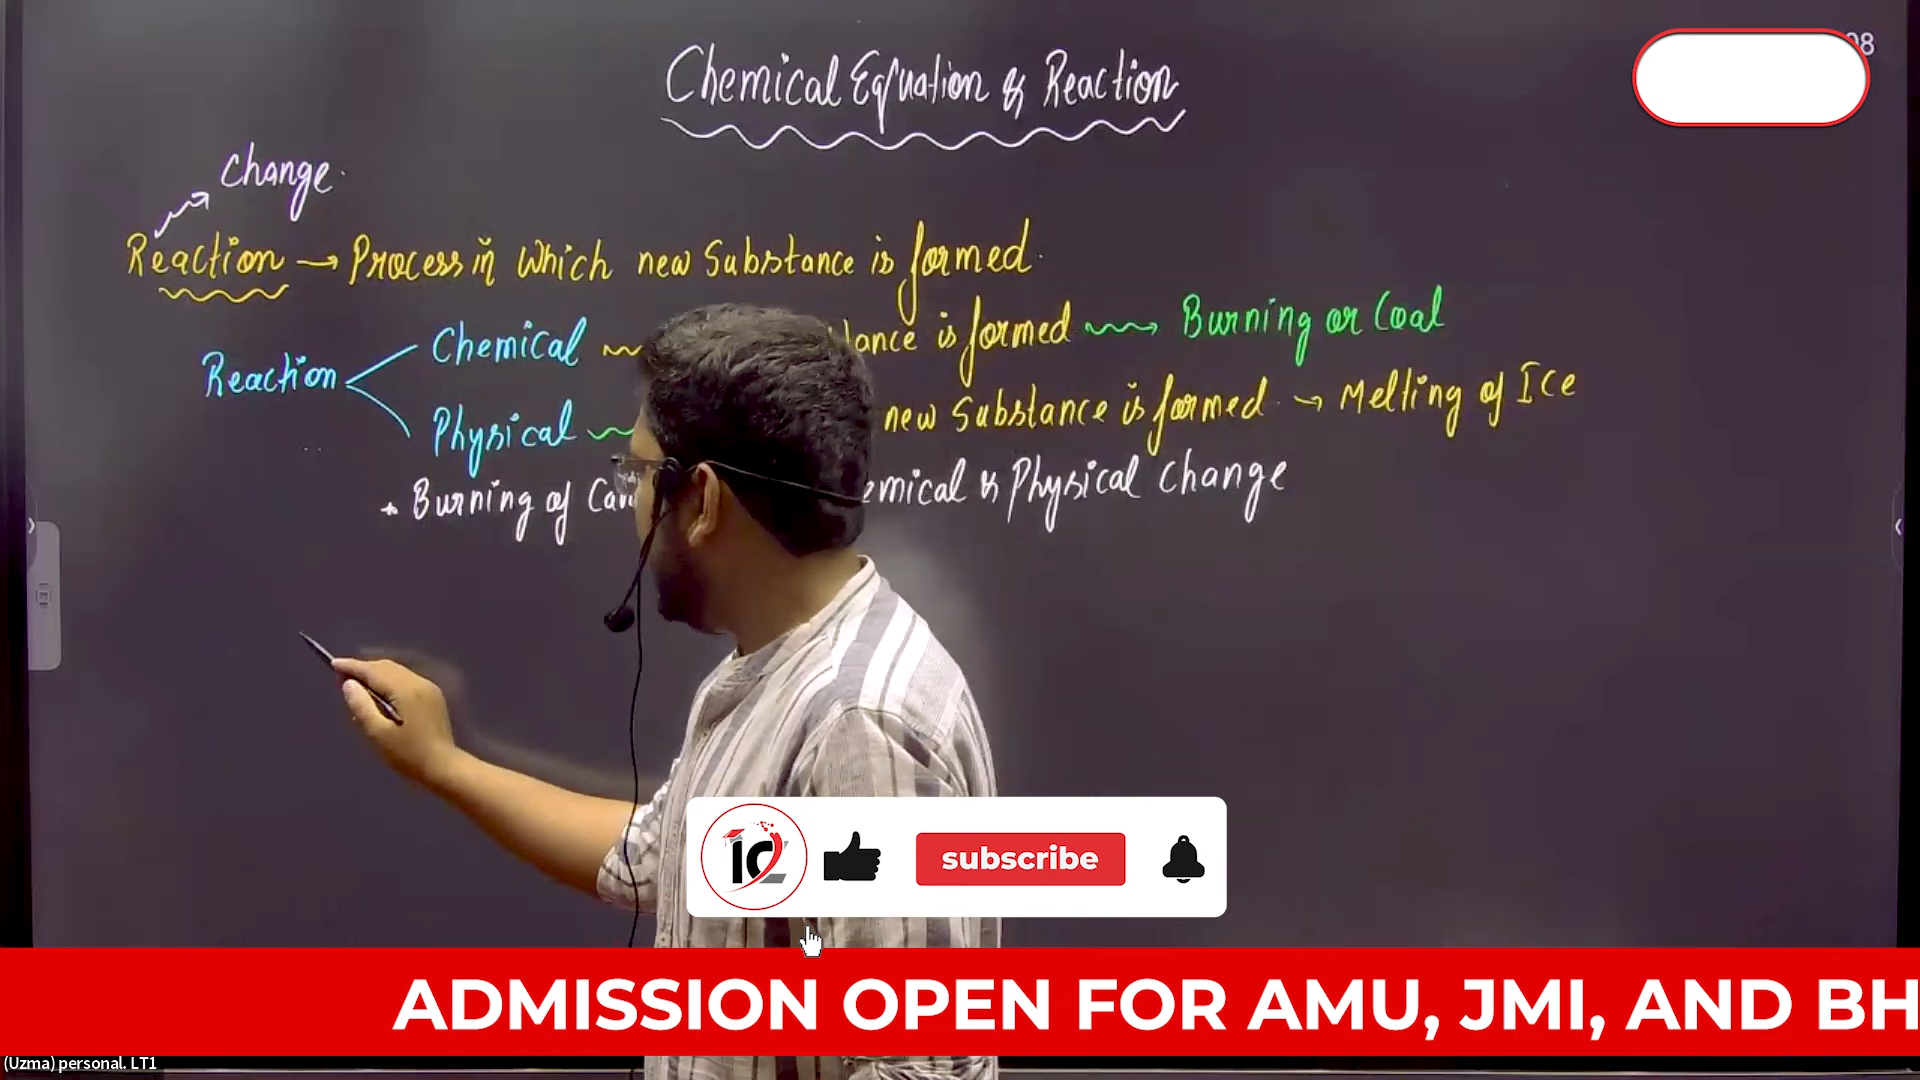 Chemical Equation & Reaction
98
Change.
Reaction → Process in Which new Substance is formed.
Chemical
is formed → Burning or Coal
Reaction
Physical
new Substance is formed. → Melting of Ice
* Burning of
& Physical Change
subscribe
ADMISSION OPEN FOR AMU, JMI, AND BH
(Uzma) personal. LT1